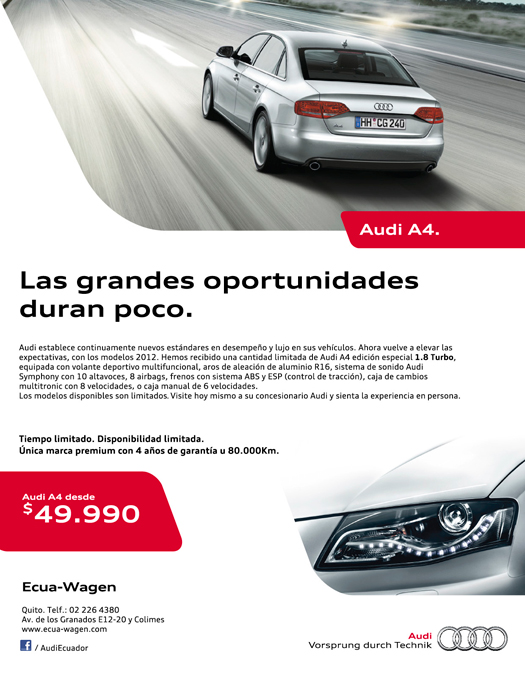 HH CG 240
Audi A4.
Las grandes oportunidades
duran poco.
Audi establece continuamente nuevos estándares en desempeño y lujo en sus vehículos. Ahora vuelve a elevar las
expectativas, con los modelos 2012. Hemos recibido una cantidad limitada de Audi A4 edición especial 1.8 Turbo,
equipada con volante deportivo multifuncional, aros de aleación de aluminio R16, sistema de sonido Audi
Symphony con 10 altavoces, 8 airbags, frenos con sistema ABS y ESP (control de tracción), caja de cambios
multitronic con 8 velocidades, o caja manual de 6 velocidades.
Los modelos disponibles son limitados. Visite hoy mismo a su concesionario Audi y sienta la experiencia en persona.
Tiempo limitado. Disponibilidad limitada.
Única marca premium con 4 años de garantía u 80.000Km.
Audi A4 desde
$49.990
Ecua-Wagen
Quito. Telf.: 02 226 4380
Av. de los Granados E12-20 y Colimes
www.ecua-wagen.com
f / AudiEcuador
Audi
Vorsprung durch Technik